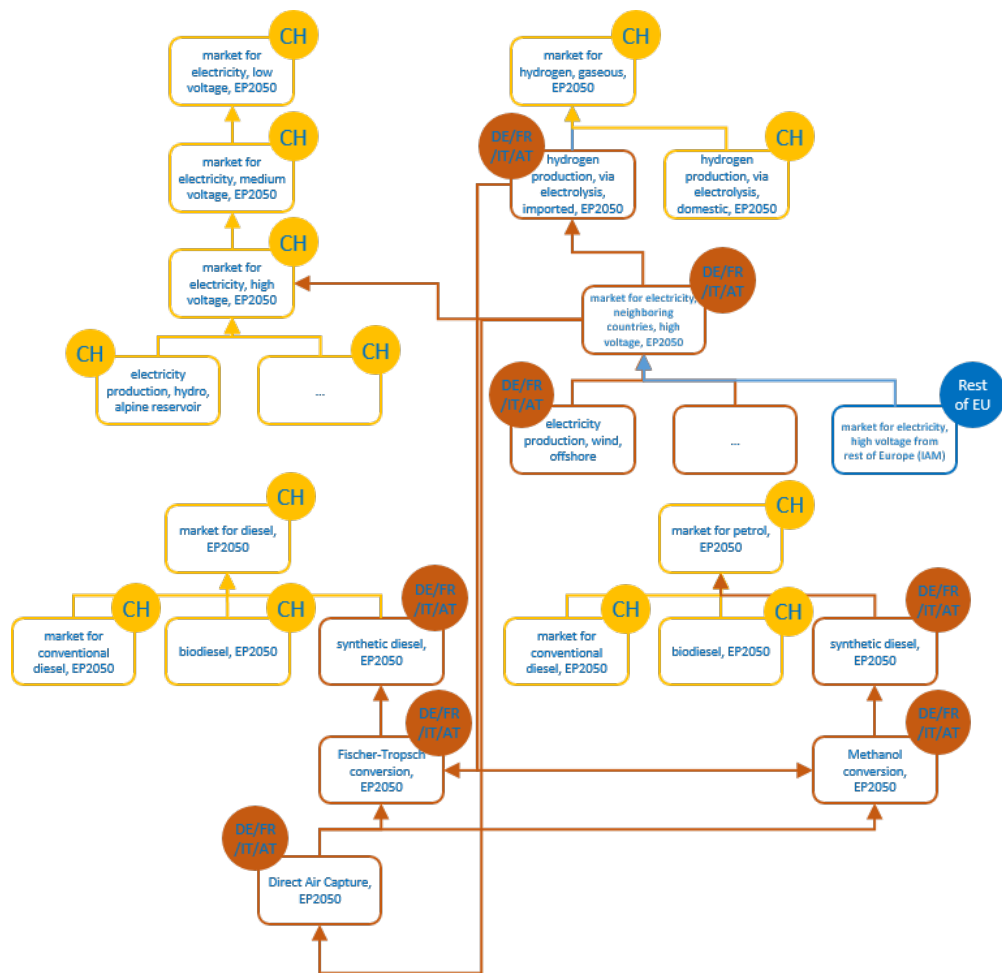 CH
market for
electricity, low
voltage, EP2050
CH
market for
electricity, medium
voltage, EP2050
CH
market for
electricity, high
voltage, EP2050
CH
electricity
production, hydro,
alpine reservoir
CH
...
CH
market for
hydrogen, gaseous,
EP2050
DE/FR
/IT/AT
hydrogen
production, via
electrolysis,
imported, EP2050
CH
hydrogen
production, via
electrolysis,
domestic, EP2050
DE/FR
/IT/AT
market for electricity,
neighboring
countries, high
voltage, EP2050
DE/FR
/IT/AT
electricity
production, wind,
offshore
...
Rest
of EU
market for electricity,
high voltage from
rest of Europe (IAM)
CH
market for diesel,
EP2050
CH
market for
conventional
diesel, EP2050
CH
biodiesel, EP2050
DE/FR
/IT/AT
synthetic diesel,
EP2050
DE/FR
/IT/AT
Fischer-Tropsch
conversion,
EP2050
DE/FR
/IT/AT
Direct Air Capture,
EP2050
CH
market for petrol,
EP2050
CH
market for
conventional
diesel, EP2050
CH
biodiesel, EP2050
DE/FR
/IT/AT
synthetic diesel,
EP2050
DE/FR
/IT/AT
Methanol
conversion,
EP2050